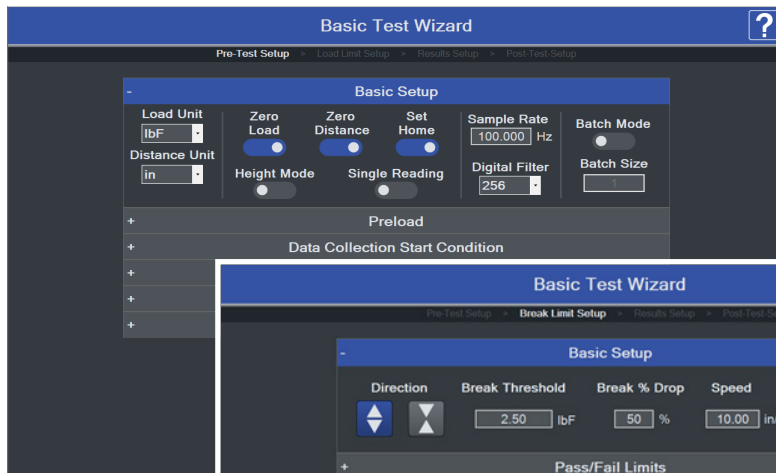 Basic Test Wizard
?
Pre-Test Setup > Load Limit Setup > Results Setup > Post-Test-Setup
- Basic Setup
Load Unit
lbF
Distance Unit
in
Zero Load
Zero Distance
Set Home
Height Mode
Single Reading
Sample Rate
100.000 Hz
Digital Filter
256
Batch Mode
Batch Size
1
+ Preload
+ Data Collection Start Condition
+
+
+
Basic Test Wizard
Pre-Test Setup > Break Limit Setup > Results Setup > Post-Test-S
- Basic Setup
Direction
Break Threshold
2.50 lbF
Break % Drop
50 %
Speed
10.00 in/
+ Pass/Fail Limits